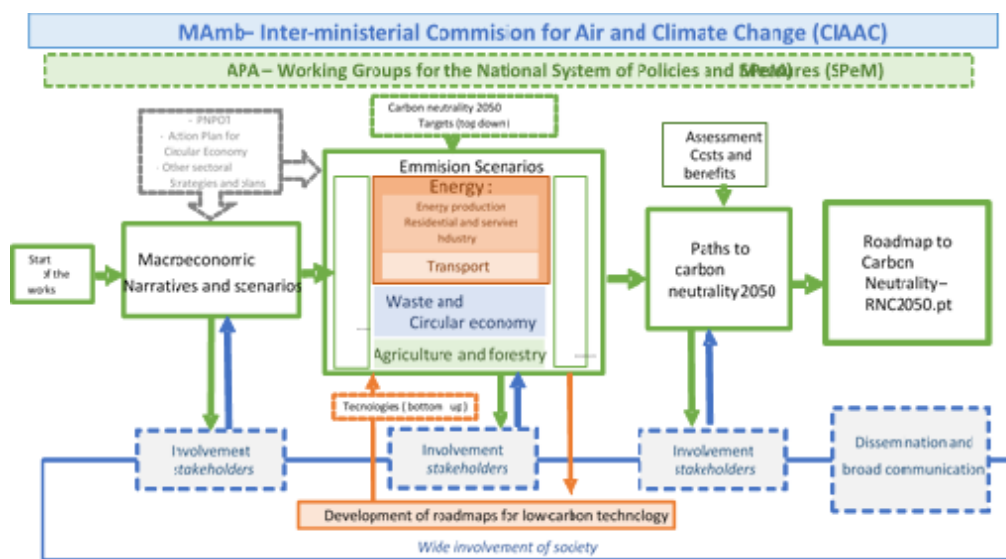 MAmb– Inter-ministerial Commision for Air and Climate Change (CIAAC)
APA – Working Groups for the National System of Policies and (SPeM)
- PNPOT
- Action Plan for
Circular Economy
- Other sectoral
Strategies and plans
Carbon neutrality 2050
Targets (top down)
Assessment
Costs and
benefits
Emmision Scenarios
Energy :
Energy production
Residential and services
Industry
Transport
Waste and
Circular economy
Agriculture and forestry
Start
of the
works
Macroeconomic
Narratives and scenarios
Paths to
carbon
neutrality 2050
Roadmap to
Carbon
Neutrality–
RNC2050.pt
Tecnologies ( bottom up )
Involvement
stakeholders
Involvement
stakeholders
Involvement
stakeholders
Dissemination and
broad communication
Development of roadmaps for low-carbon technology
Wide involvement of society